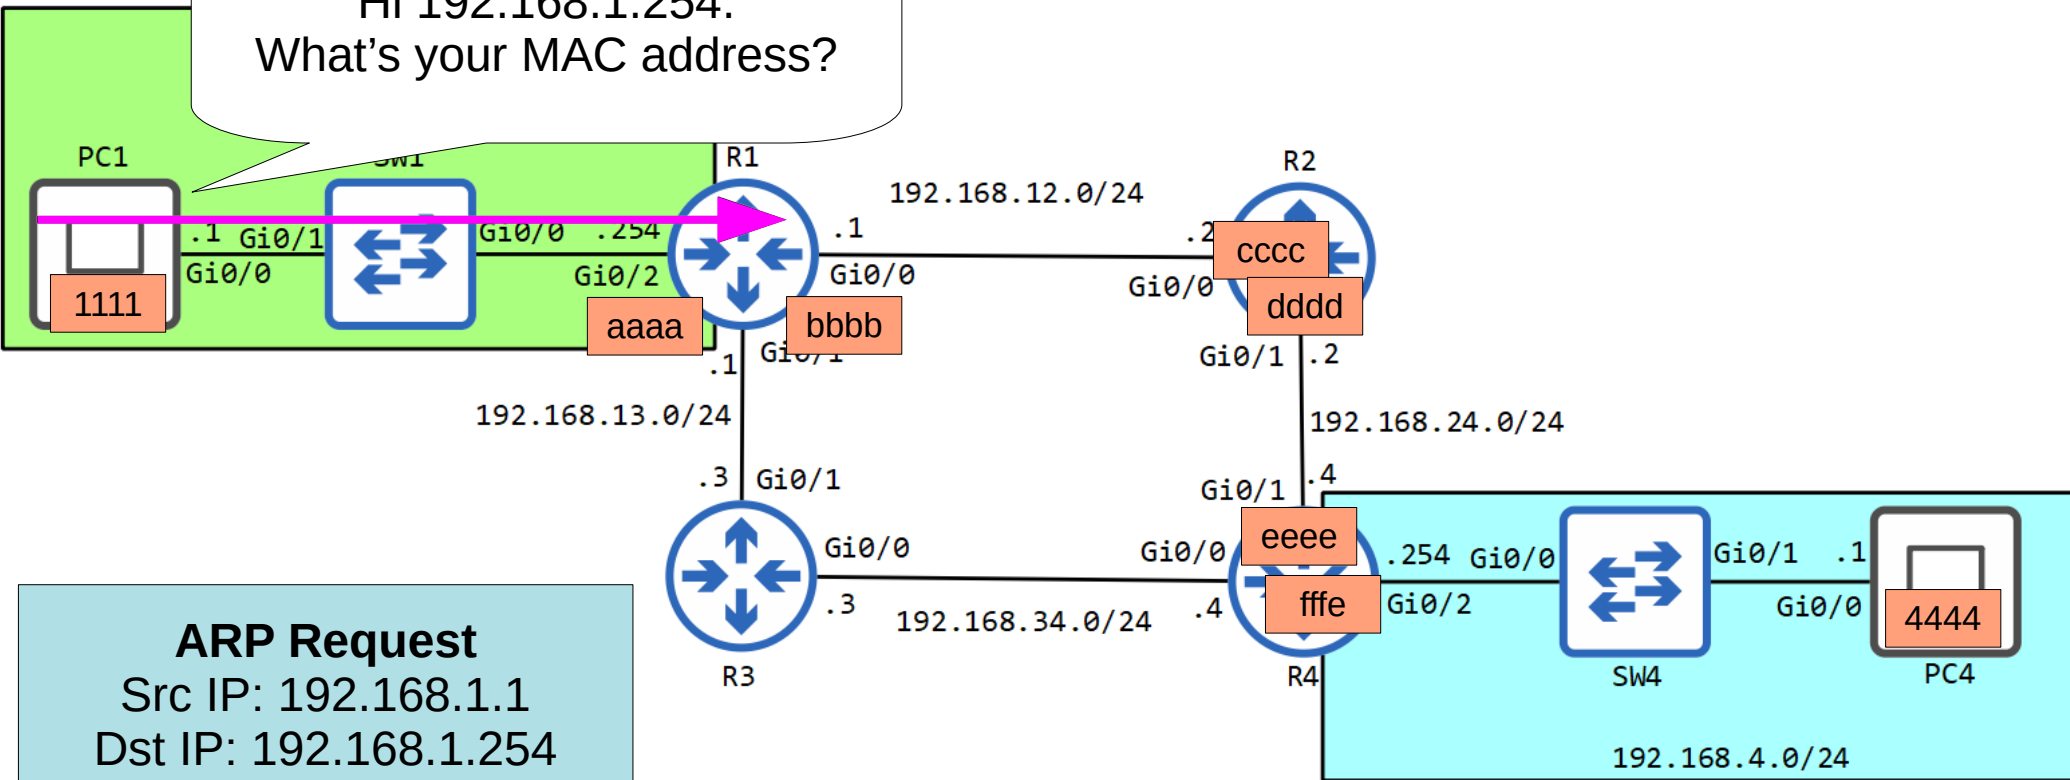 Hi 192.168.1.254.
What's your MAC address?
PC1
SW1
R1
R2
192.168.12.0/24
.1
Gi0/1
Gi0/0
.254
.1
.2
Gi0/0
Gi0/2
Gi0/0
Gi0/0
cccc
1111
aaaa
bbbb
dddd
.1
Gi0/1
Gi0/1
.2
192.168.13.0/24
192.168.24.0/24
.3
Gi0/1
Gi0/1
.4
eeee
Gi0/0
Gi0/0
.254
Gi0/0
Gi0/1
.1
.3
192.168.34.0/24
.4
fffe
Gi0/2
Gi0/0
4444
R3
R4
SW4
PC4
ARP Request
Src IP: 192.168.1.1
Dst IP: 192.168.1.254
192.168.4.0/24